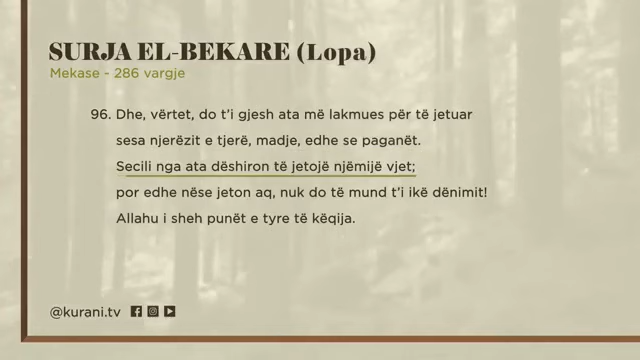 SURJA EL-BEKARE (Lopa)
Mekase - 286 vargje
96. Dhe, vërtet, do t'i gjesh ata më lakmues për të jetuar
sesa njerëzit e tjerë, madje, edhe se paganët.
Secili nga ata dëshiron të jetojë njëmijë vjet;
por edhe nëse jeton aq, nuk do të mund t'i ikë dënimit!
Allahu i sheh punët e tyre të këqija.
@kurani.tv